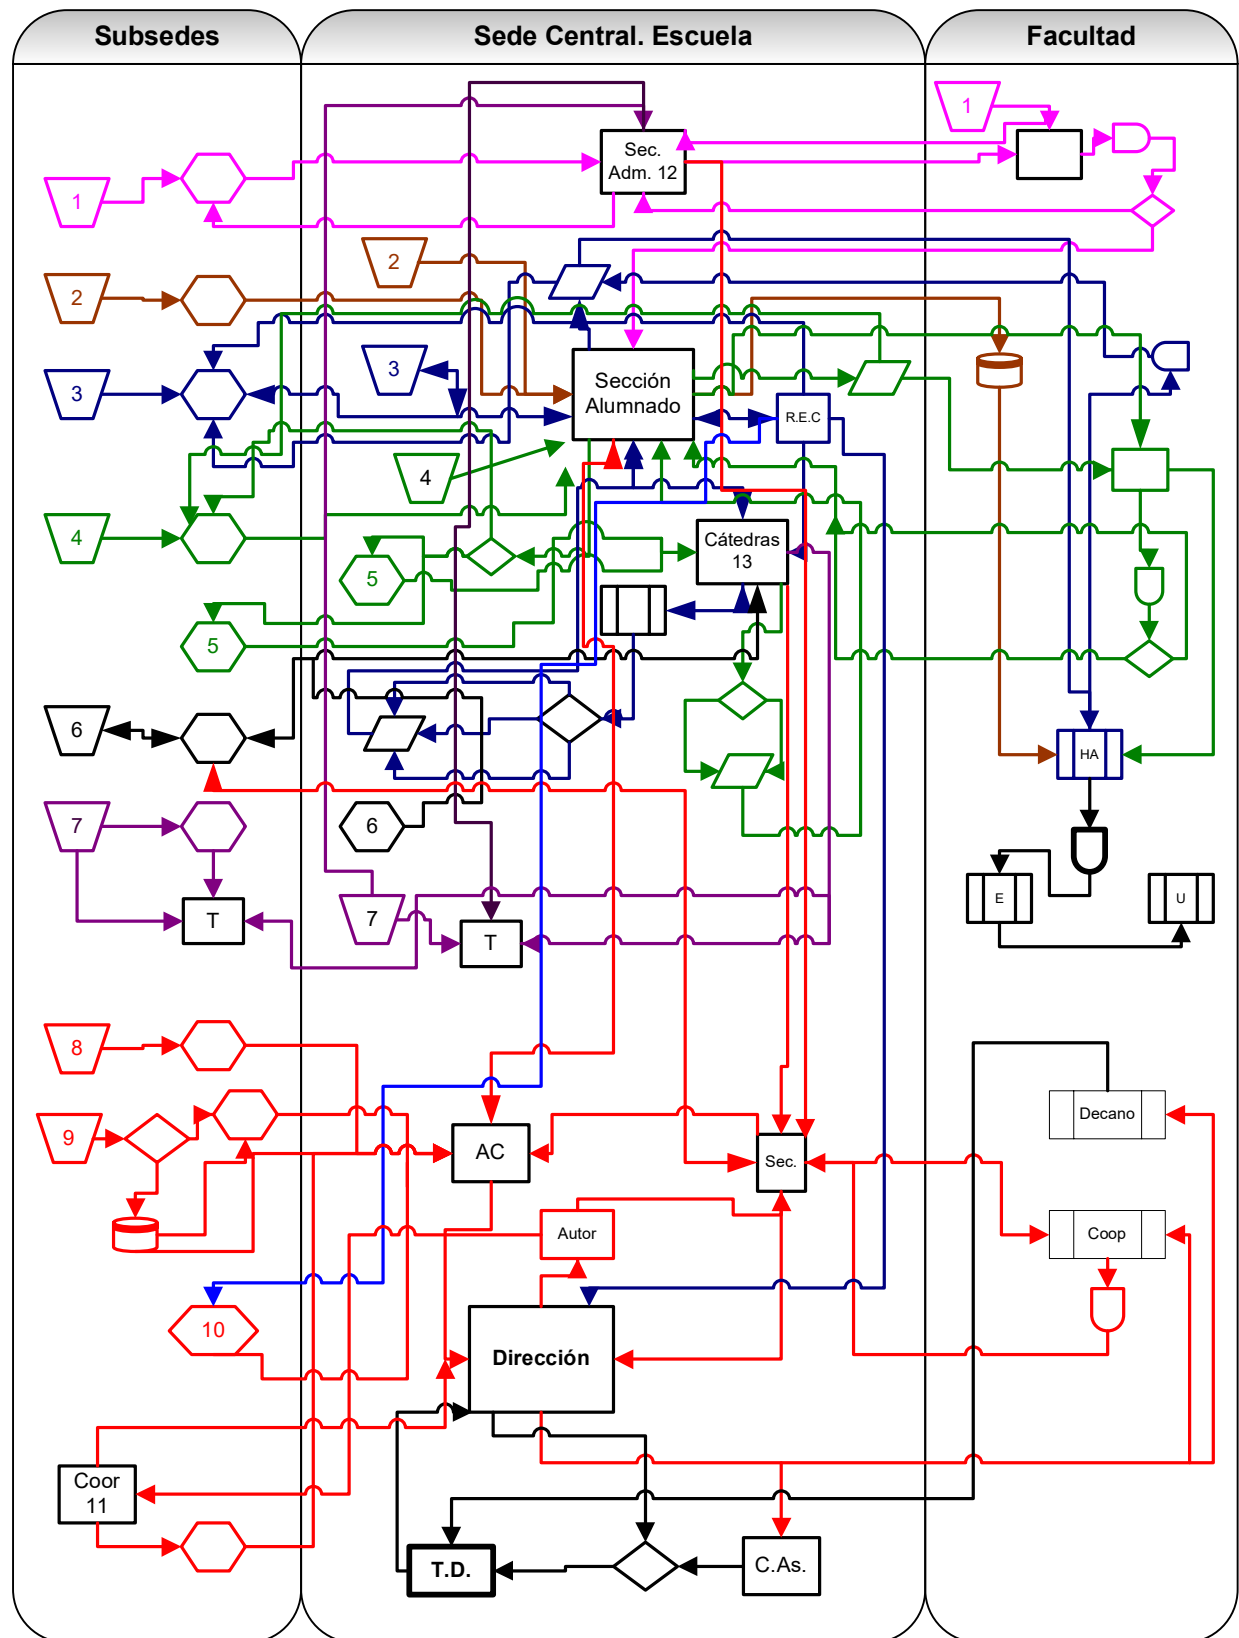 Subsedes
Sede Central. Escuela
Facultad
1
Sec.
Adm. 12
1
2
2
3
3
Sección
Alumnado
R.E.C
4
4
Cátedras
13
5
5
6
HA
6
7
7
T
T
E
U
8
9
Decano
AC
Sec.
Autor
Coop
10
Dirección
Coor
11
T.D.
C.As.